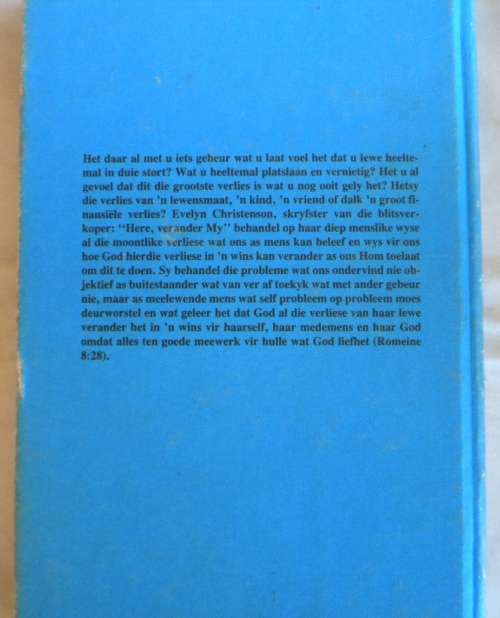 Het daar al met u iets gebeur wat u laat voel het dat u lewe heelte-
mal in duie stort? Wat u heeltemal platslaan en vernietig? Het u al
gevoel dat dit die grootste verlies is wat u nog ooit gely het? Hetsy
die verlies van 'n lewensmaat, 'n kind, 'n vriend of dalk 'n groot fi-
nansiële verlies? Evelyn Christenson, skryfster van die blitsver-
koper: "Here, verander My" behandel op haar diep menslike wyse
al die moontlike verliese wat ons as mens kan beleef en wys vir ons
hoe God hierdie verliese in 'n wins kan verander as ons Hom toelaat
om dit te doen. Sy behandel die probleme wat ons ondervind nie ob-
jektief as buitestaander wat van ver af toekyk wat met ander gebeur
nie, maar as meelewende mens wat self probleem op probleem moes
deurworstel en wat geleer het dat God al die verliese van haar lewe
verander het in 'n wins vir haarself, haar medemens en haar God
omdat alles ten goede meewerk vir hulle wat God liefhet (Romeine
8:28).